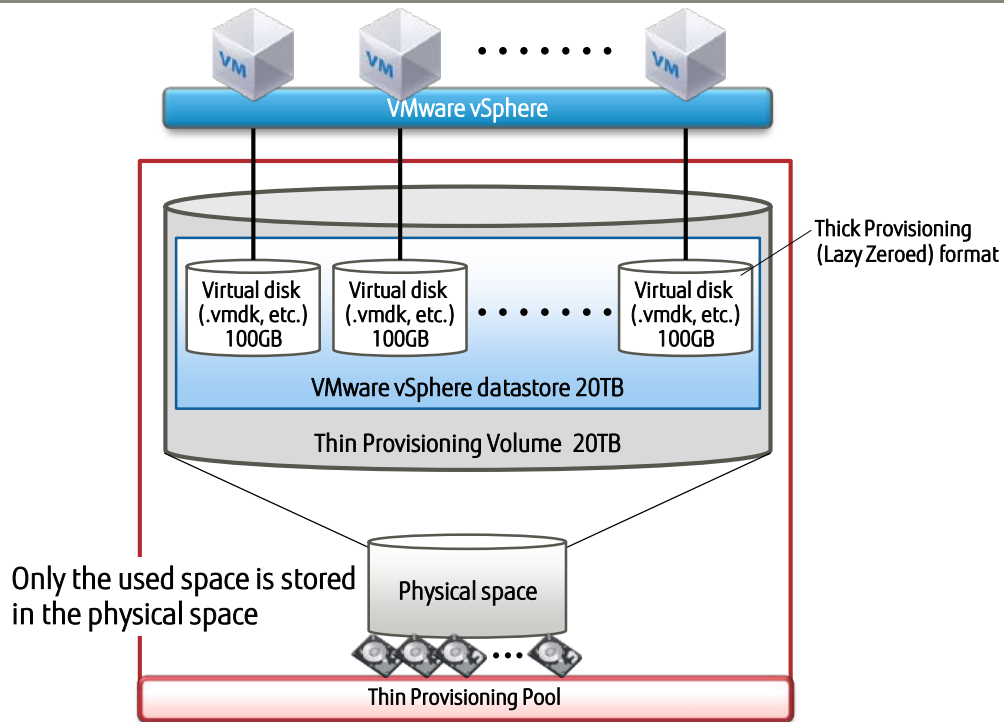 VM
VM
VM
VMware vSphere
Thick Provisioning
(Lazy Zeroed) format
Virtual disk
(.vmdk, etc.)
100GB
Virtual disk
(.vmdk, etc.)
100GB
Virtual disk
(.vmdk, etc.)
100GB
VMware vSphere datastore 20TB
Thin Provisioning Volume 20TB
Only the used space is stored
in the physical space
Physical space
Thin Provisioning Pool